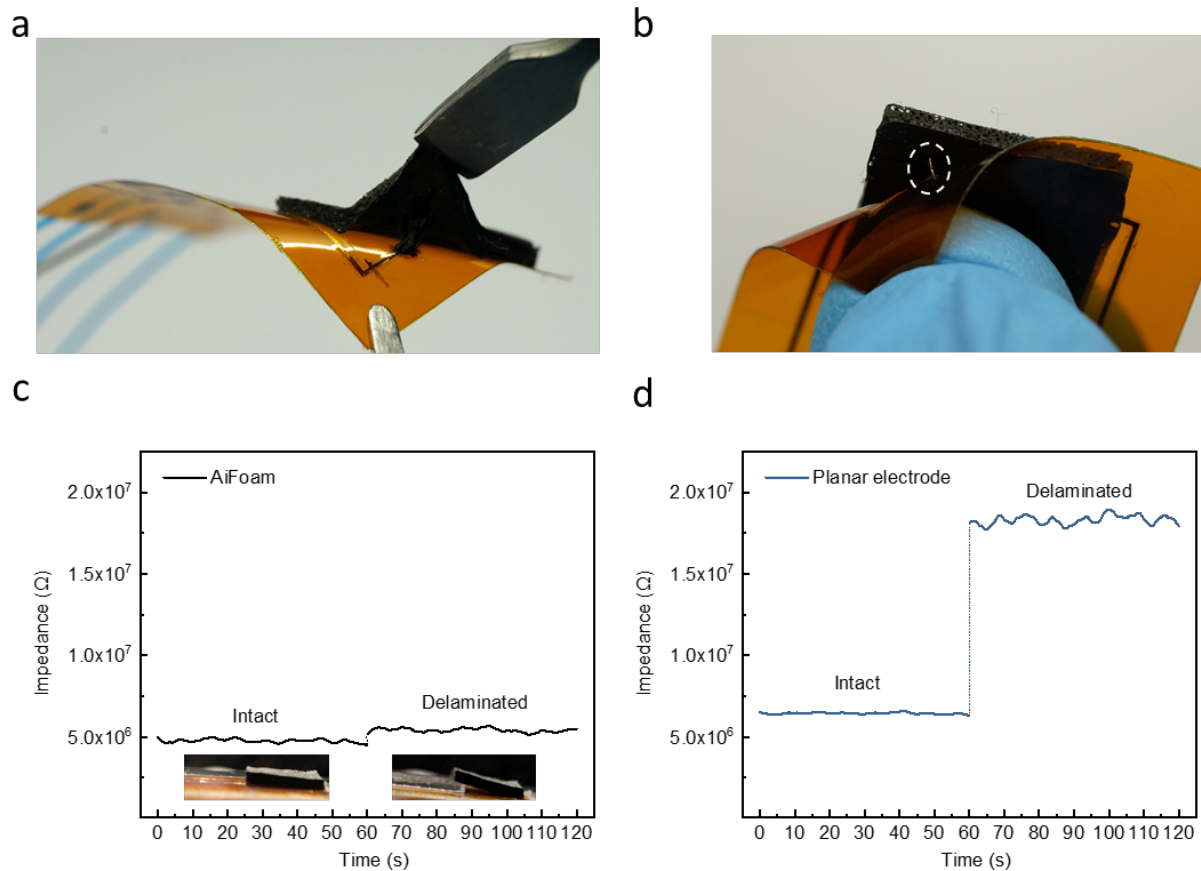 a
b
c
d
AiFoam
2.0x10⁷
1.5x10⁷
1.0x10⁷
5.0x10⁶
Impedance (Ω)
Intact
Delaminated
0 10 20 30 40 50 60 70 80 90 100 110 120
Time (s)
Planar electrode
2.0x10⁷
1.5x10⁷
1.0x10⁷
5.0x10⁶
Impedance (Ω)
Delaminated
Intact
0 10 20 30 40 50 60 70 80 90 100 110 120
Time (s)